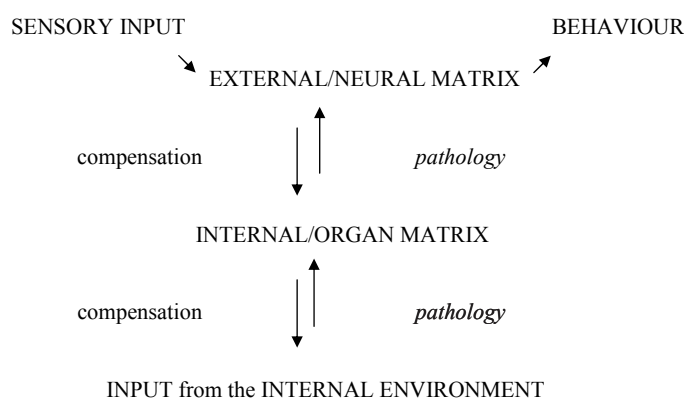 SENSORY INPUT BEHAVIOUR
EXTERNAL/NEURAL MATRIX
compensation pathology
INTERNAL/ORGAN MATRIX
compensation pathology
INPUT from the INTERNAL ENVIRONMENT